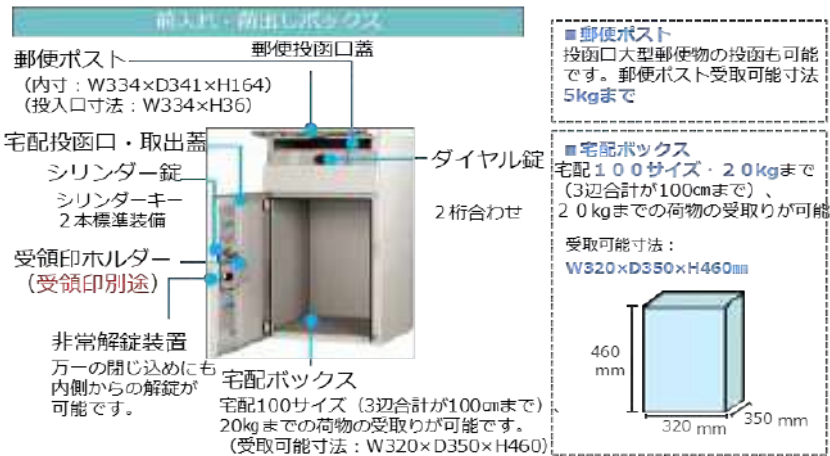 前入れ・前出しボックス
郵便ポスト
（内寸：W334×D341×H164）
（投入口寸法：W334×H36）
郵便投函口蓋
宅配投函口・取出蓋
シリンダー錠
シリンダーキー
2本標準装備
受領印ホルダー
（受領印別途）
非常解錠装置
万一の閉じ込めにも
内側からの解錠が
可能です。
ダイヤル錠
2桁合わせ
宅配ボックス
宅配100サイズ（3辺合計が100cmまで）、
20kgまでの荷物の受取りが可能です。
（受取可能寸法：W320×D350×H460）
■郵便ポスト
投函口大型郵便物の投函も可能
です。郵便ポスト受取可能寸法
5kgまで
■宅配ボックス
宅配１００サイズ・２０kgまで
（3辺合計が100cmまで）、
２０kgまでの荷物の受取りが可能
受取可能寸法：
W320×D350×H460㎜
460
mm
320 mm
350 mm